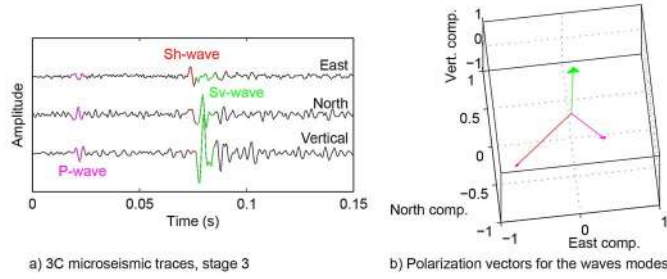 Sh-wave
East
Sv-wave
North
Vertical
P-wave
Amplitude
0
0.05
0.1
0.15
Time (s)
a) 3C microseismic traces, stage 3
Vert. comp.
1
0
−1
1
0.5
0
−0.5
−1
North comp.
−1
0
1
East comp.
b) Polarization vectors for the waves modes